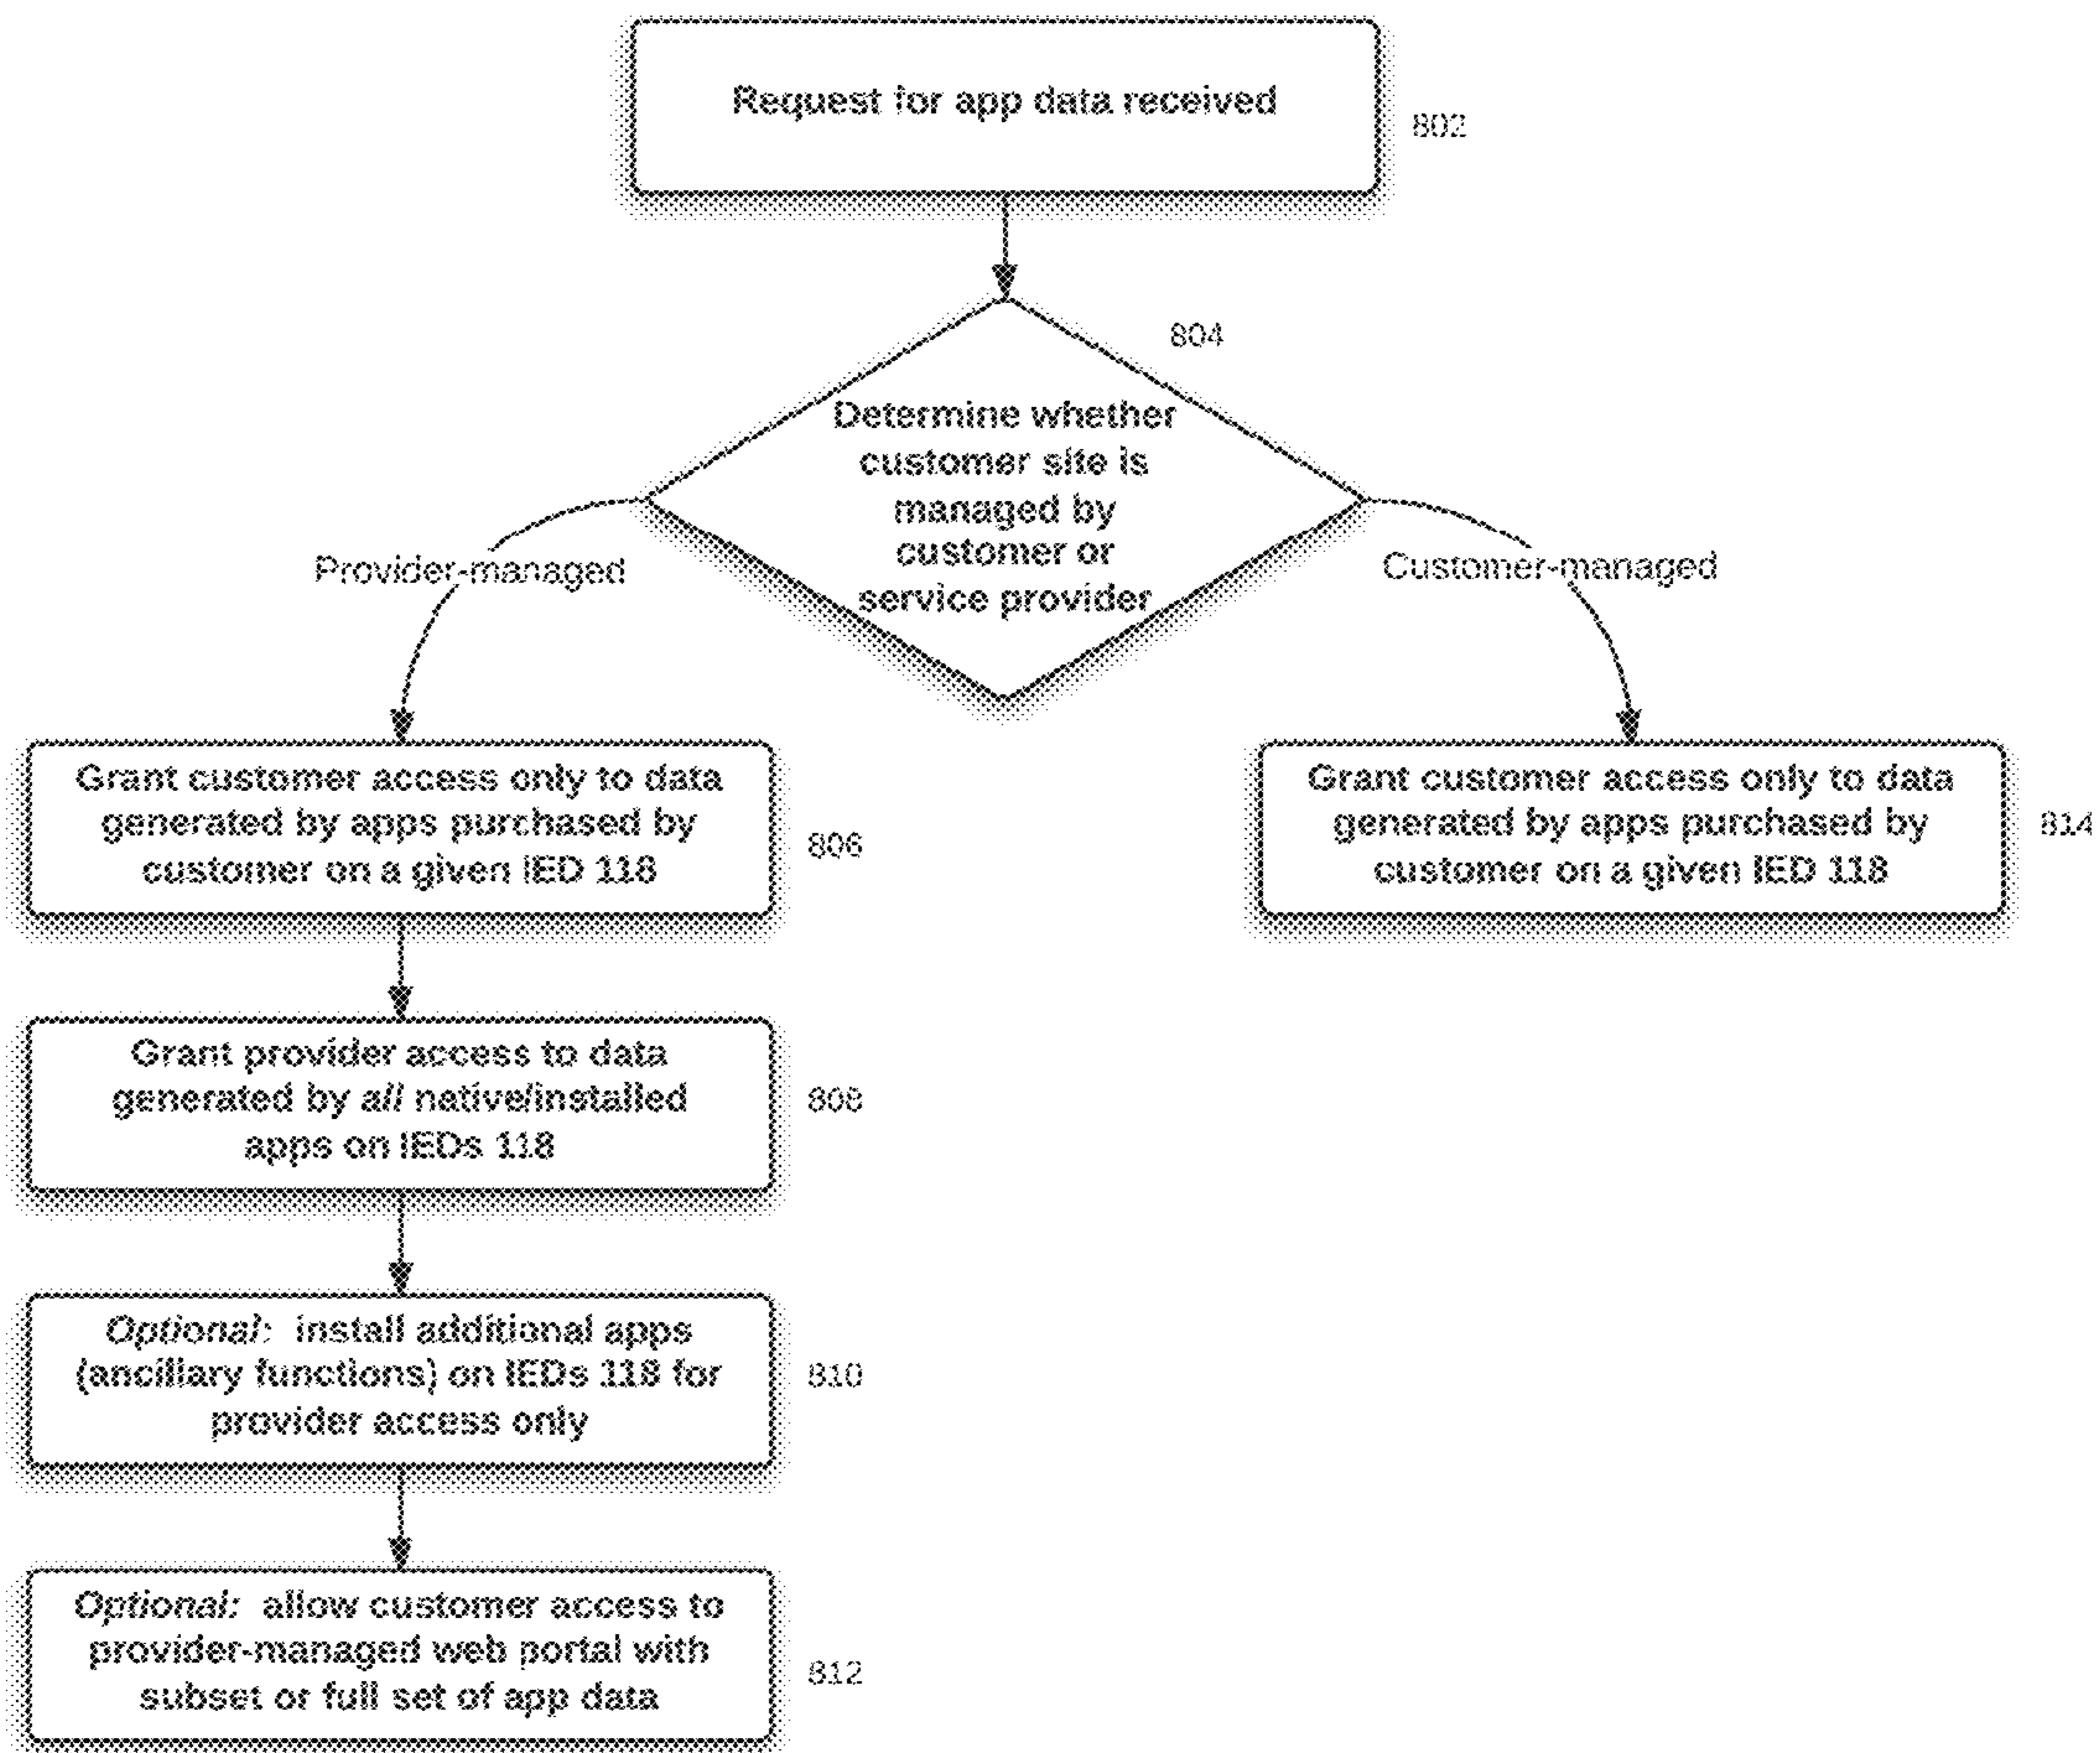 Request for app data received
802
804
Determine whether
customer site is
managed by
customer or
service provider
Provider-managed
Customer-managed
Grant customer access only to data
generated by apps purchased by
customer on a given IED 118
806
Grant customer access only to data
generated by apps purchased by
customer on a given IED 118
814
Grant provider access to data
generated by all native/installed
apps on IEDs 118
808
Optional: install additional apps
(ancillary functions) on IEDs 118 for
provider access only
810
Optional: allow customer access to
provider-managed web portal with
subset or full set of app data
812